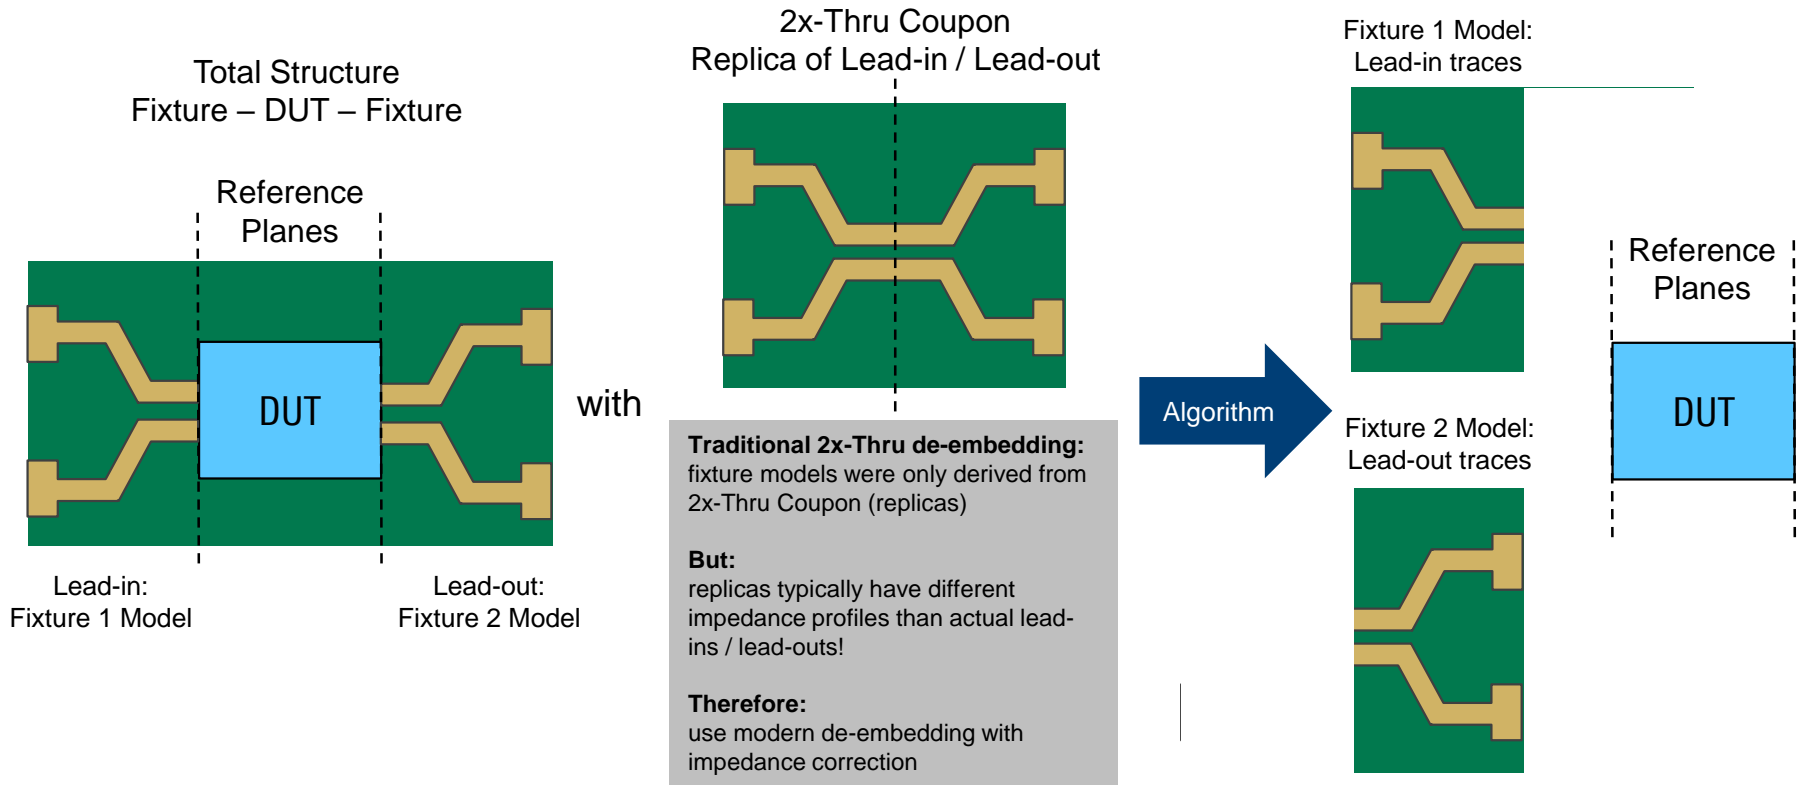 Total Structure
Fixture – DUT – Fixture
Reference
Planes
DUT
Lead-in:
Fixture 1 Model
Lead-out:
Fixture 2 Model
with
2x-Thru Coupon
Replica of Lead-in / Lead-out
Traditional 2x-Thru de-embedding:
fixture models were only derived from
2x-Thru Coupon (replicas)
But:
replicas typically have different
impedance profiles than actual lead-
ins / lead-outs!
Therefore:
use modern de-embedding with
impedance correction
Algorithm
Fixture 1 Model:
Lead-in traces
Fixture 2 Model:
Lead-out traces
Reference
Planes
DUT